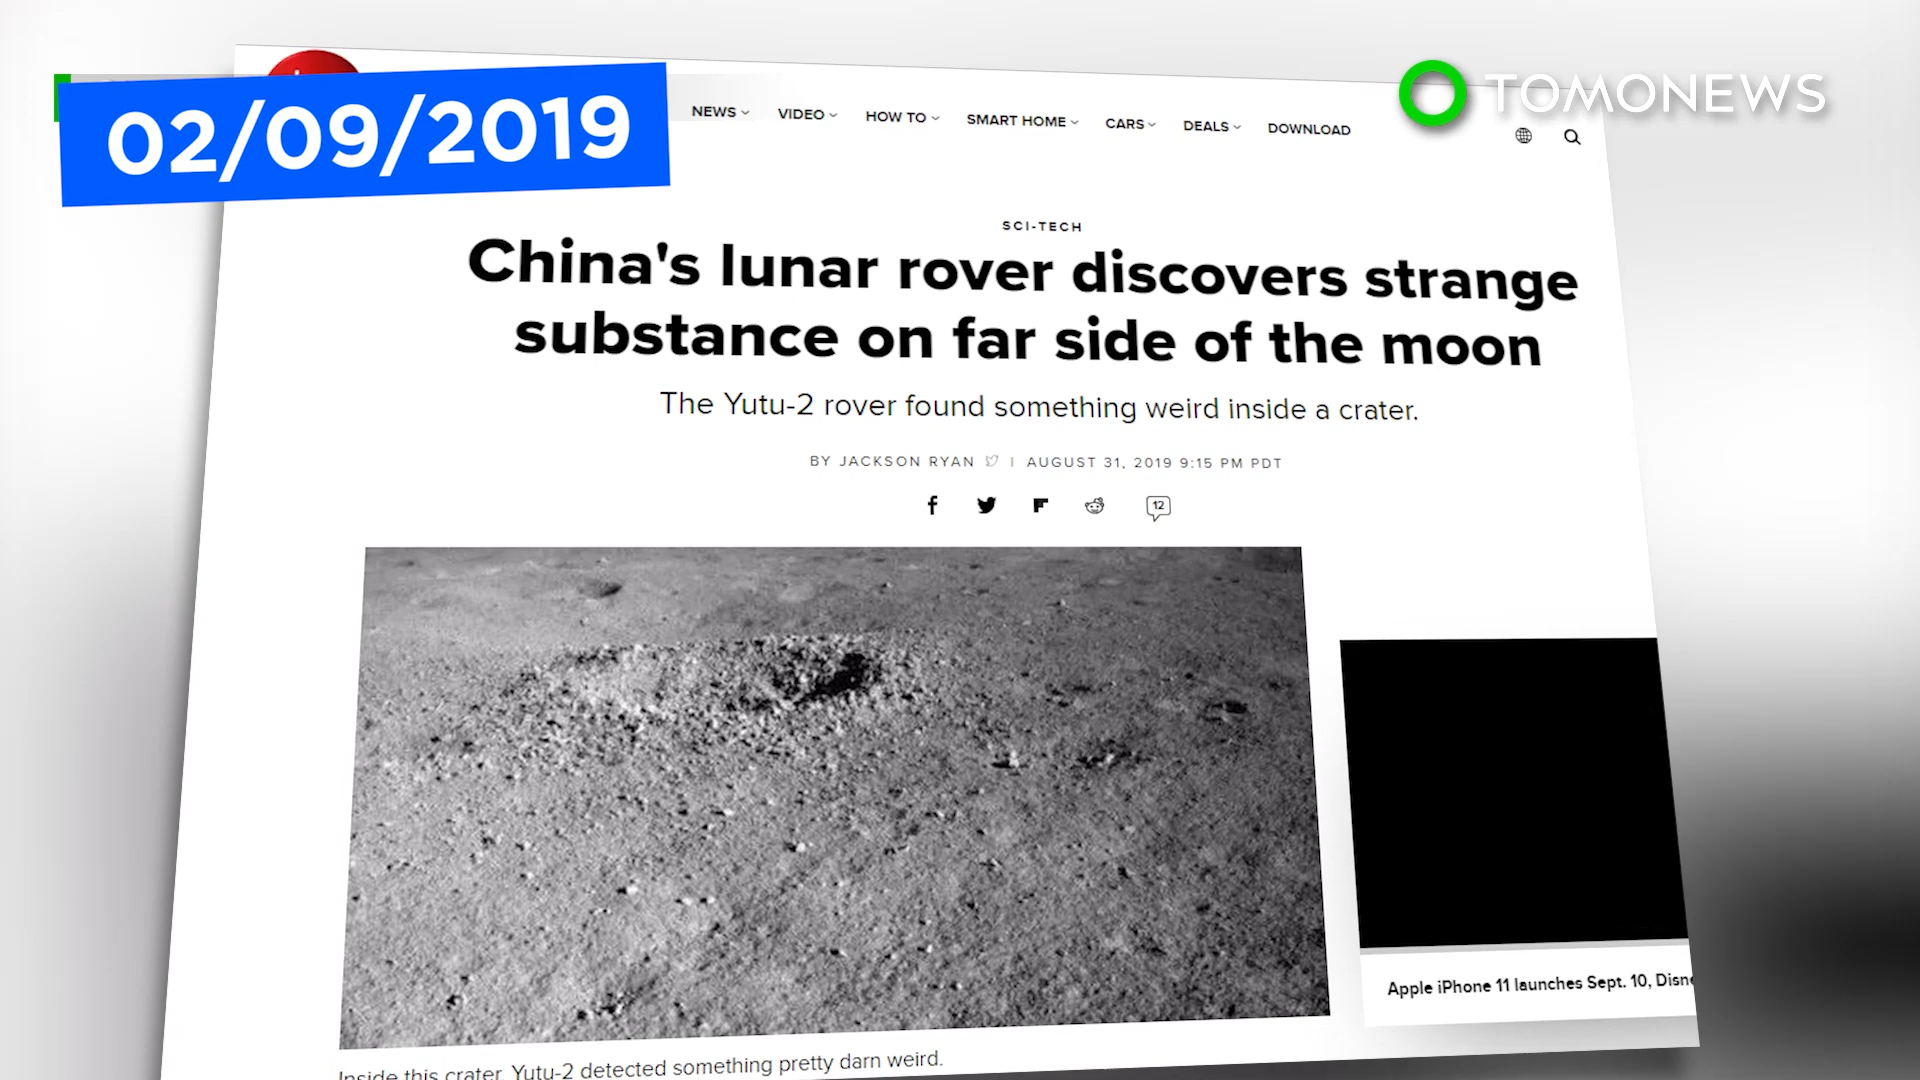 02/09/2019
TOMONEWS
NEWS
VIDEO
HOW TO
SMART HOME
CARS
DEALS
DOWNLOAD
SCI-TECH
China's lunar rover discovers strange
substance on far side of the moon
The Yutu-2 rover found something weird inside a crater.
BY JACKSON RYAN | AUGUST 31, 2019 9:15 PM PDT
12
Apple iPhone 11 launches Sept. 10, Disne
Inside this crater, Yutu-2 detected something pretty darn weird.